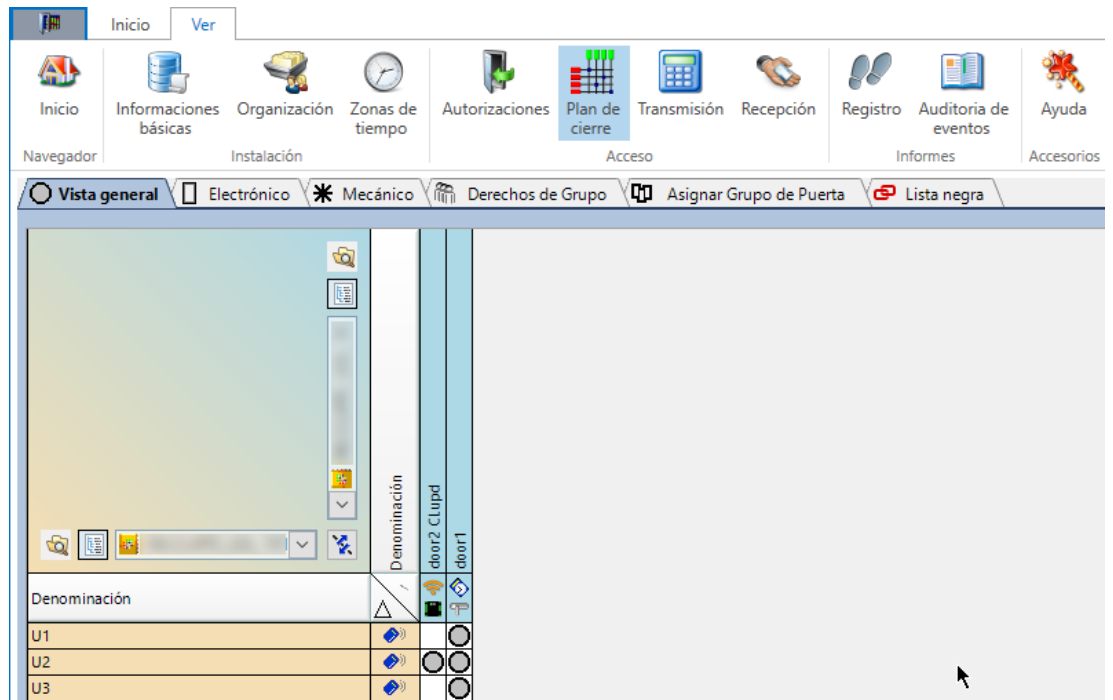 Inicio Ver
Inicio Informaciones básicas Organización Zonas de tiempo Autorizaciones Plan de cierre Transmisión Recepción Registro Auditoria de eventos Ayuda
Navegador Instalación Acceso Informes Accesorios
Vista general Electrónico Mecánico Derechos de Grupo Asignar Grupo de Puerta Lista negra
Denominación
door2 CLupd
door1
Denominación
U1
U2
U3